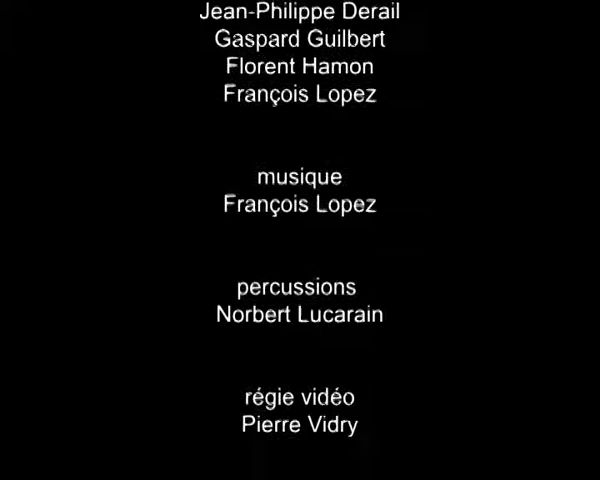 Jean-Philippe Derail
Gaspard Guilbert
Florent Hamon
François Lopez
musique
François Lopez
percussions
Norbert Lucarain
régie vidéo
Pierre Vidry